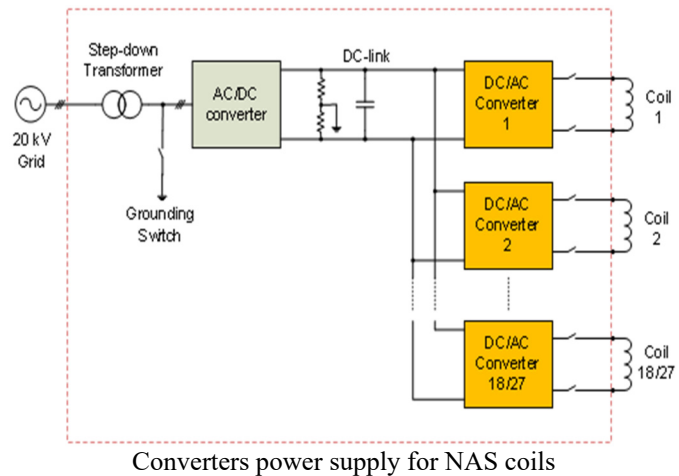 Step-down
Transformer
20 kV
Grid
Grounding
Switch
AC/DC
converter
DC-link
DC/AC
Converter
1
Coil
1
DC/AC
Converter
2
Coil
2
DC/AC
Converter
18/27
Coil
18/27
Converters power supply for NAS coils